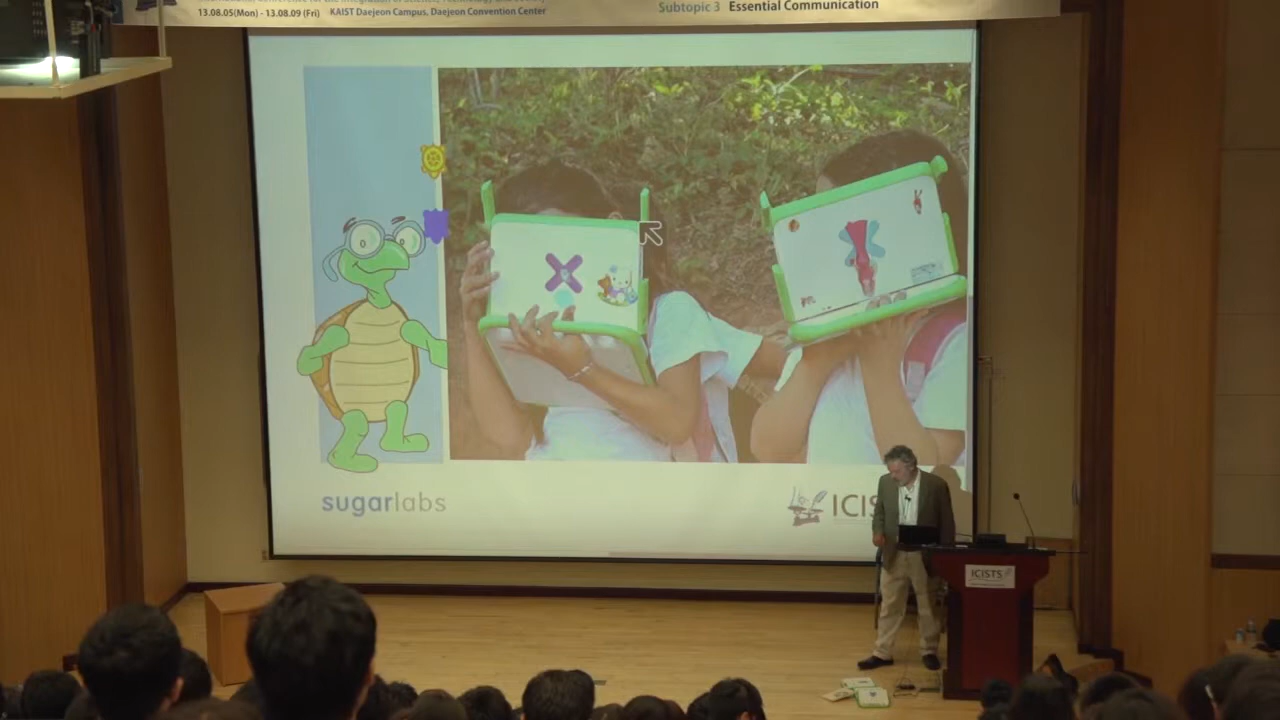 13.08.05(Mon) - 13.08.09 (Fri) KAIST Daejeon Campus, Daejeon Convention Center
Subtopic 3 Essential Communication
sugarlabs
ICIS
ICISTS